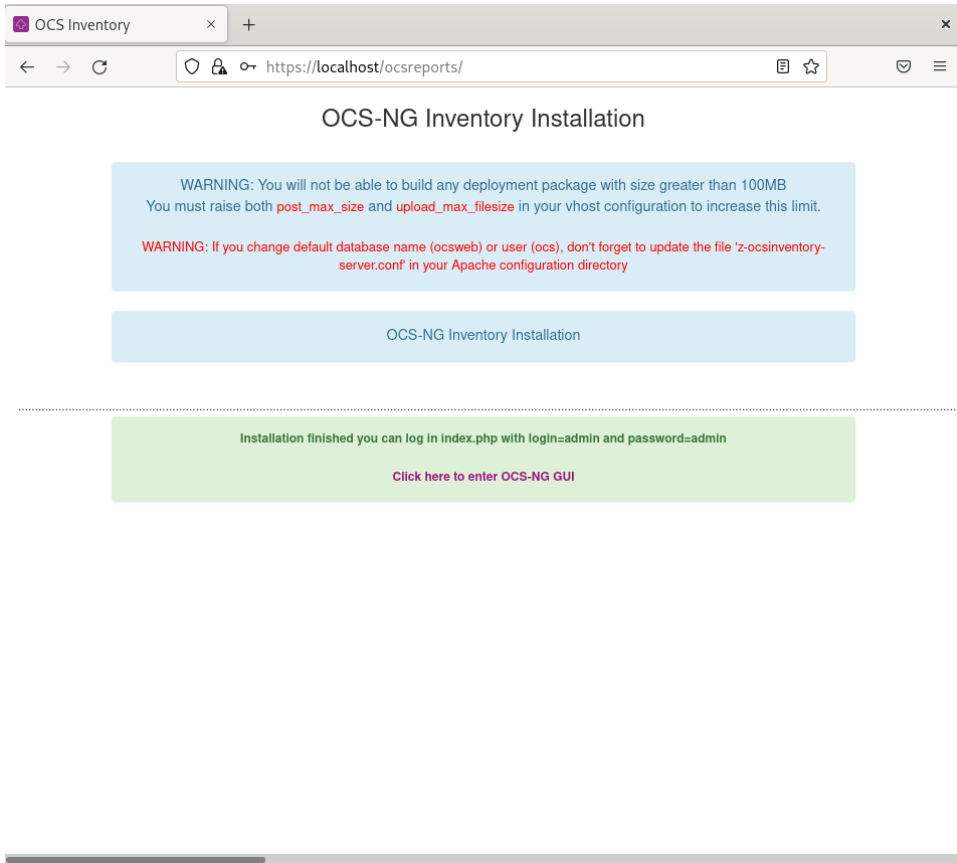 OCS Inventory
https://localhost/ocsreports/
OCS-NG Inventory Installation
WARNING: You will not be able to build any deployment package with size greater than 100MB
You must raise both post_max_size and upload_max_filesize in your vhost configuration to increase this limit.
WARNING: If you change default database name (ocsweb) or user (ocs), don't forget to update the file 'z-ocsinventory-
server.conf' in your Apache configuration directory
OCS-NG Inventory Installation
Installation finished you can log in index.php with login=admin and password=admin
Click here to enter OCS-NG GUI